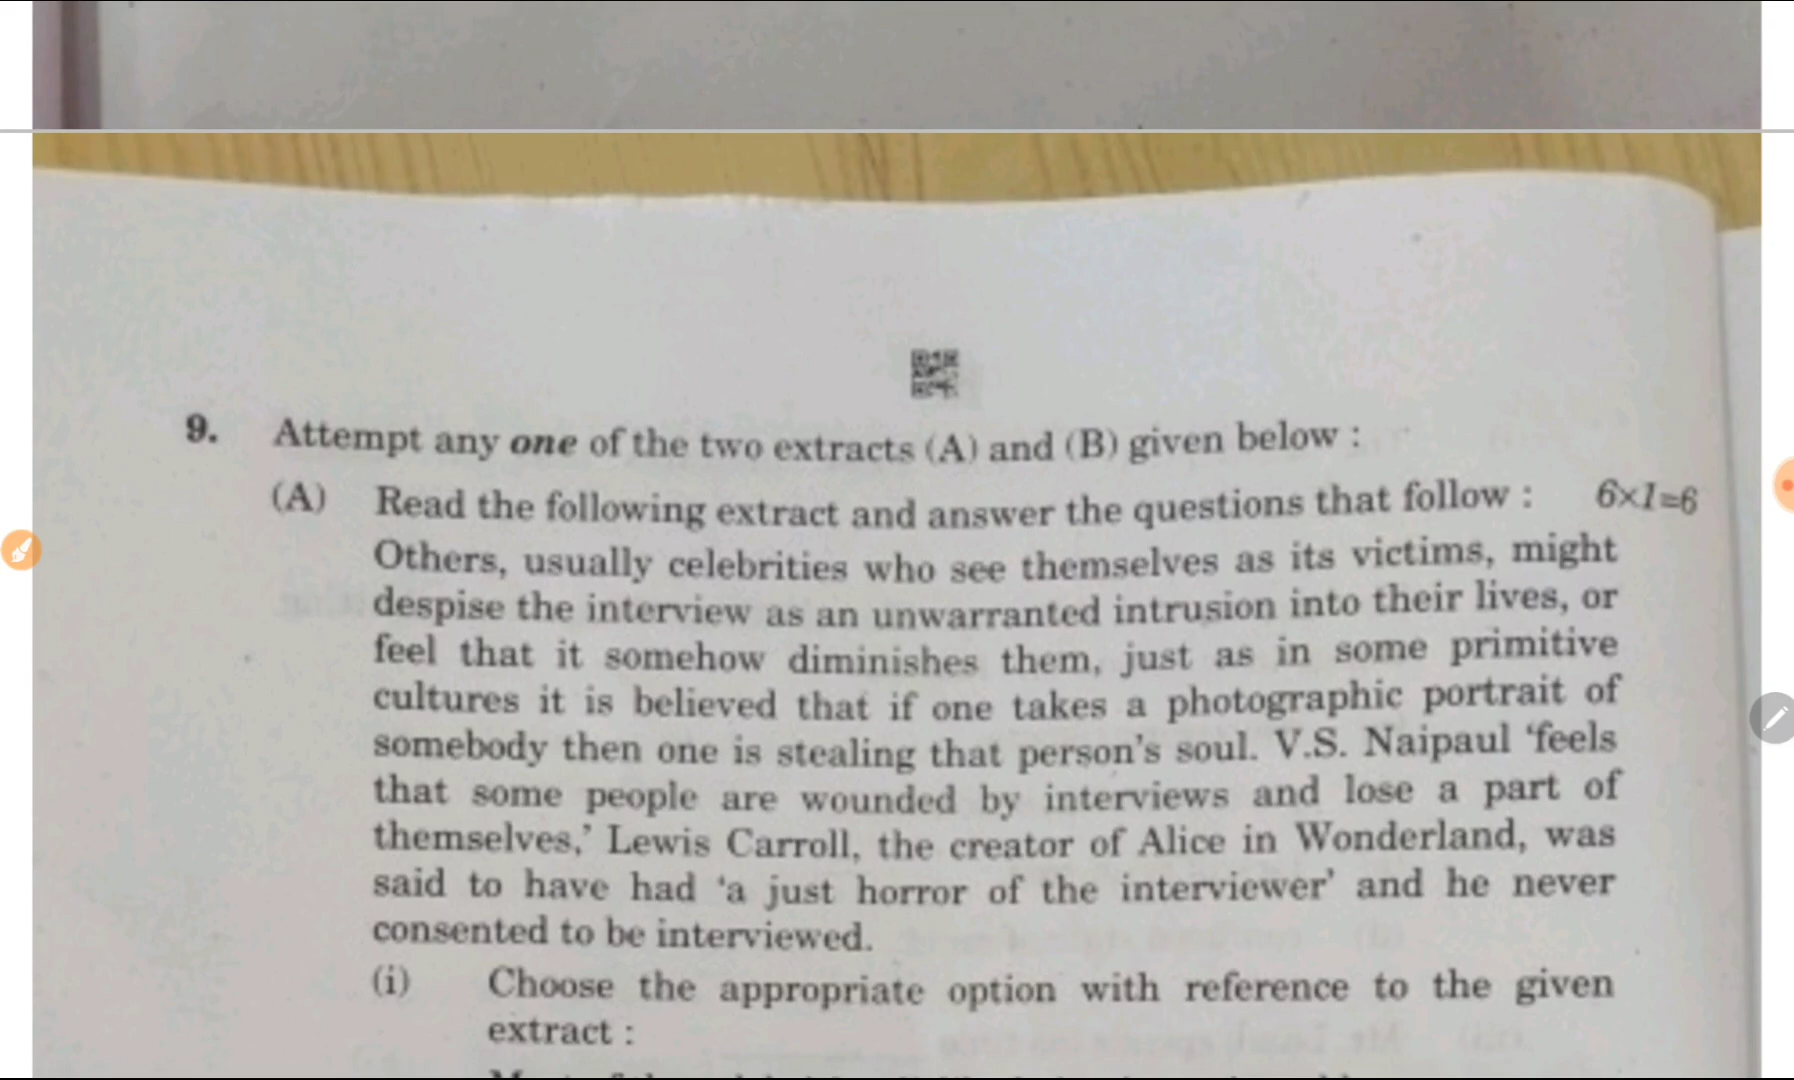 9. Attempt any one of the two extracts (A) and (B) given below :
(A) Read the following extract and answer the questions that follow : 6×1=6
Others, usually celebrities who see themselves as its victims, might
despise the interview as an unwarranted intrusion into their lives, or
feel that it somehow diminishes them, just as in some primitive
cultures it is believed that if one takes a photographic portrait of
somebody then one is stealing that person's soul. V.S. Naipaul 'feels
that some people are wounded by interviews and lose a part of
themselves,' Lewis Carroll, the creator of Alice in Wonderland, was
said to have had 'a just horror of the interviewer' and he never
consented to be interviewed.
(i) Choose the appropriate option with reference to the given
extract :